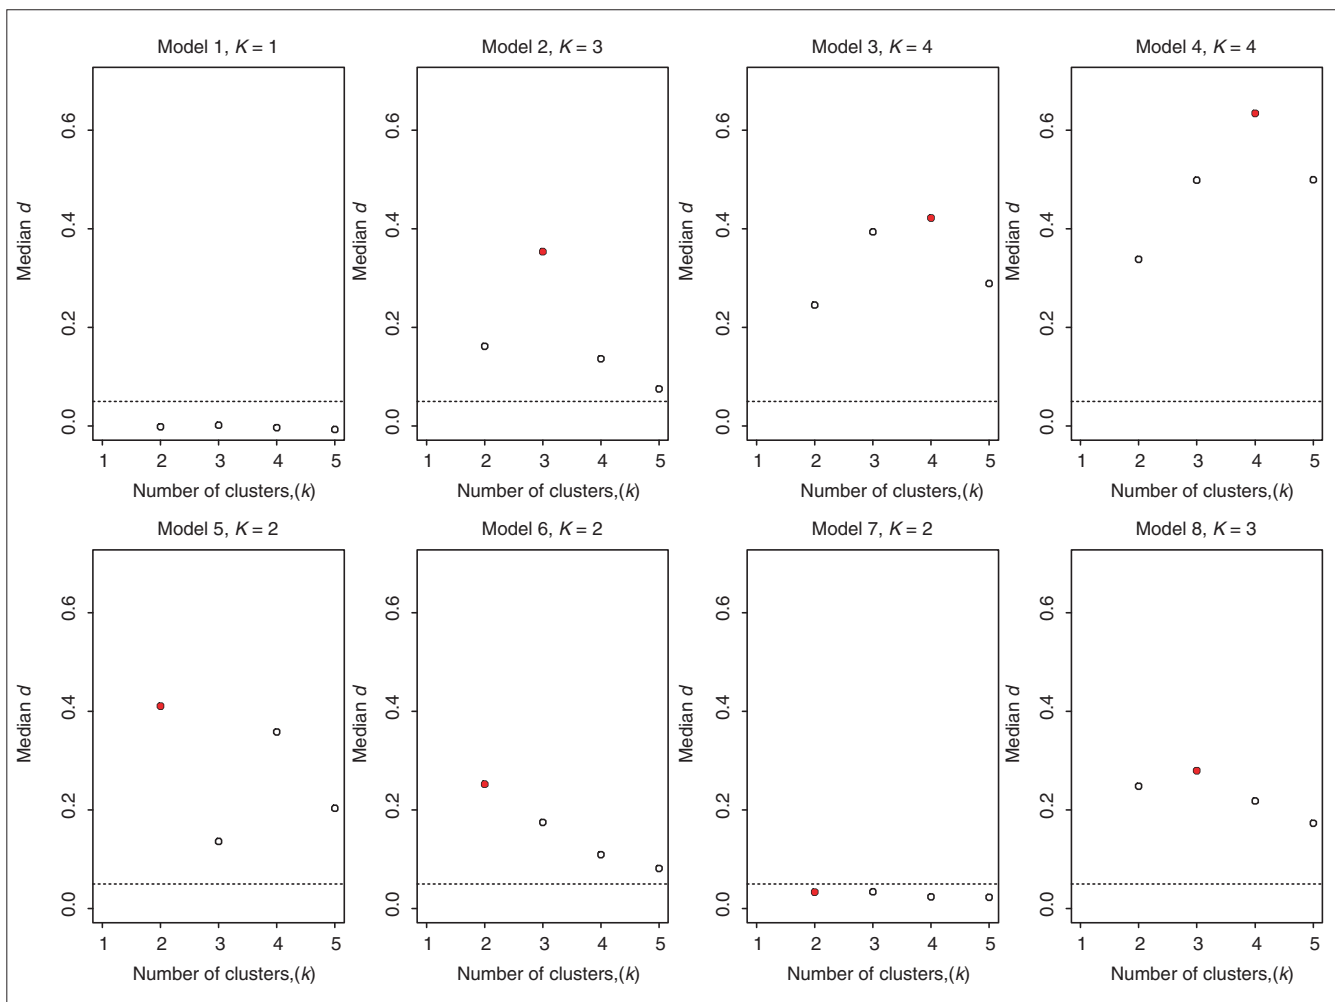 Model 1, K = 1
Model 2, K = 3
Model 3, K = 4
Model 4, K = 4
Median d
0.0 0.2 0.4 0.6
1 2 3 4 5
Number of clusters,(k)
Median d
0.0 0.2 0.4 0.6
1 2 3 4 5
Number of clusters,(k)
Median d
0.0 0.2 0.4 0.6
1 2 3 4 5
Number of clusters,(k)
Median d
0.0 0.2 0.4 0.6
1 2 3 4 5
Number of clusters,(k)
Model 5, K = 2
Model 6, K = 2
Model 7, K = 2
Model 8, K = 3
Median d
0.0 0.2 0.4 0.6
1 2 3 4 5
Number of clusters,(k)
Median d
0.0 0.2 0.4 0.6
1 2 3 4 5
Number of clusters,(k)
Median d
0.0 0.2 0.4 0.6
1 2 3 4 5
Number of clusters,(k)
Median d
0.0 0.2 0.4 0.6
1 2 3 4 5
Number of clusters,(k)